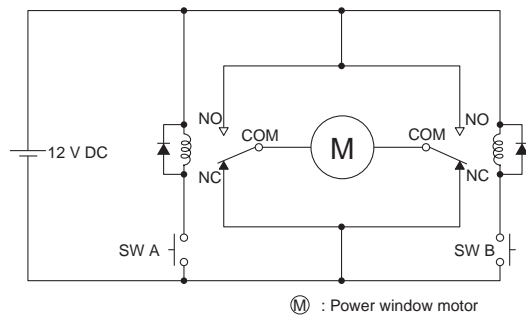 NO
NO
COM
COM
12 V DC
M
NC
NC
SW A
SW B
M : Power window motor